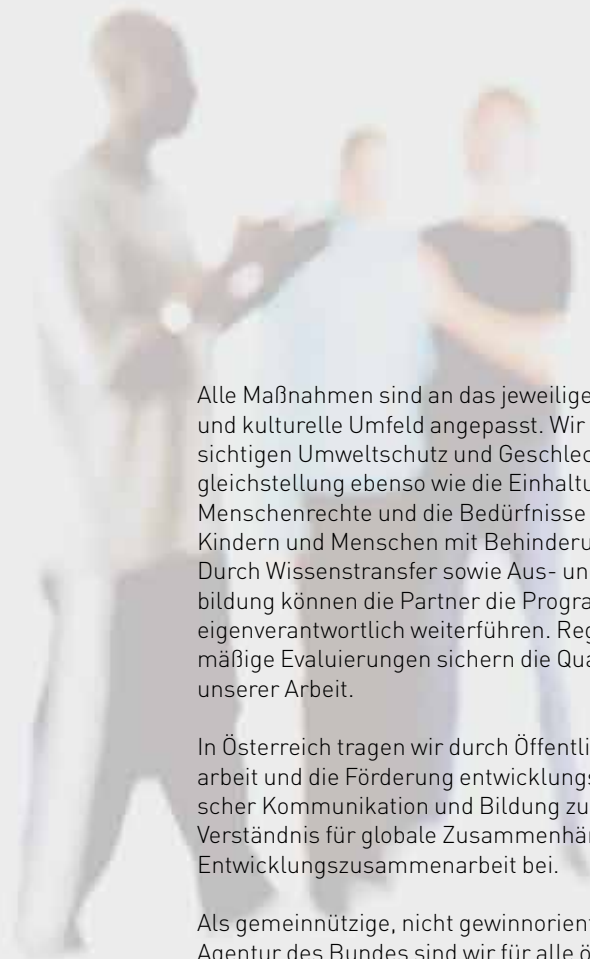 Alle Maßnahmen sind an das jeweilige
und kulturelle Umfeld angepasst. Wir
sichtigen Umweltschutz und Geschlec
gleichstellung ebenso wie die Einhaltu
Menschenrechte und die Bedürfnisse
Kindern und Menschen mit Behinderu
Durch Wissenstransfer sowie Aus- un
bildung können die Partner die Progra
eigenverantwortlich weiterführen. Reg
mäßige Evaluierungen sichern die Qua
unserer Arbeit.
In Österreich tragen wir durch Öffentli
arbeit und die Förderung entwicklungs
scher Kommunikation und Bildung zu
Verständnis für globale Zusammenhän
Entwicklungszusammenarbeit bei.
Als gemeinnützige, nicht gewinnorient
Agentur des Bundes sind wir für alle ö